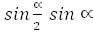 sin ∝/2 sin ∝